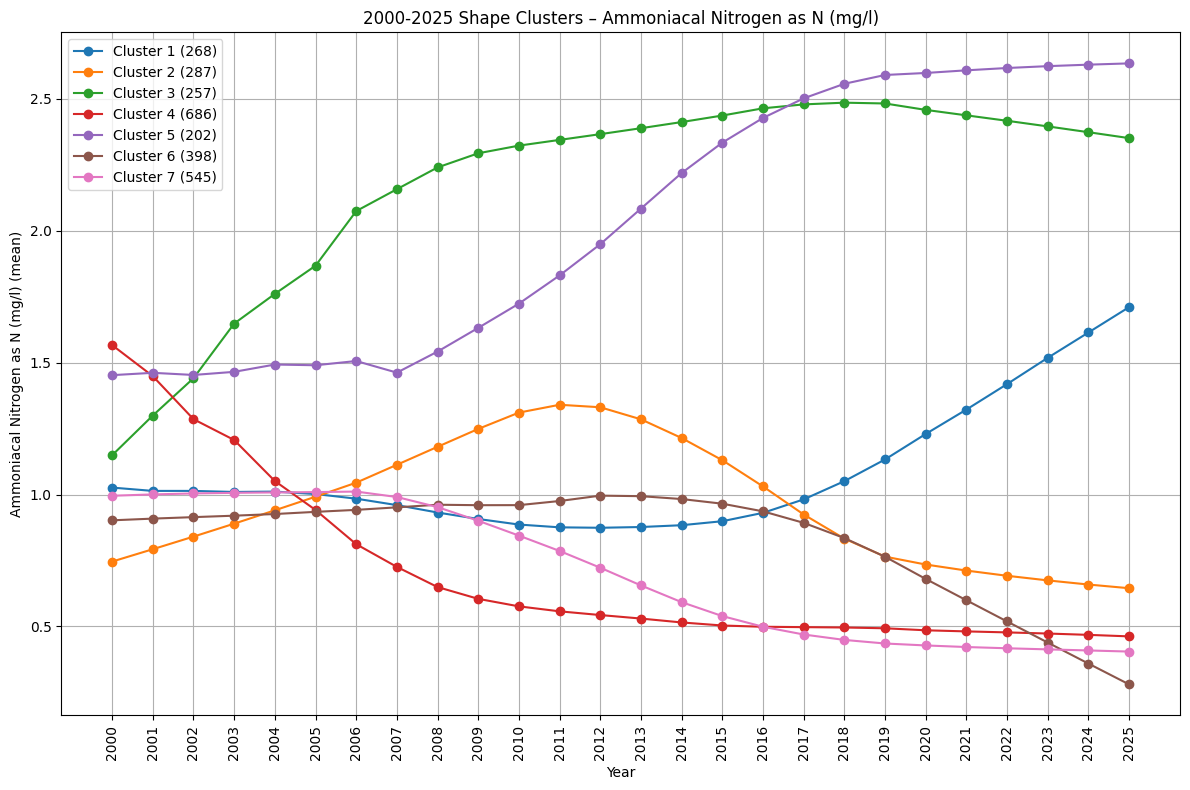 2000-2025 Shape Clusters – Ammoniacal Nitrogen as N (mg/l)
Cluster 1 (268)
Cluster 2 (287)
Cluster 3 (257)
Cluster 4 (686)
Cluster 5 (202)
Cluster 6 (398)
Cluster 7 (545)
Ammoniacal Nitrogen as N (mg/l) (mean)
2.5
2.0
1.5
1.0
0.5
2000 2001 2002 2003 2004 2005 2006 2007 2008 2009 2010 2011 2012 2013 2014 2015 2016 2017 2018 2019 2020 2021 2022 2023 2024 2025
Year